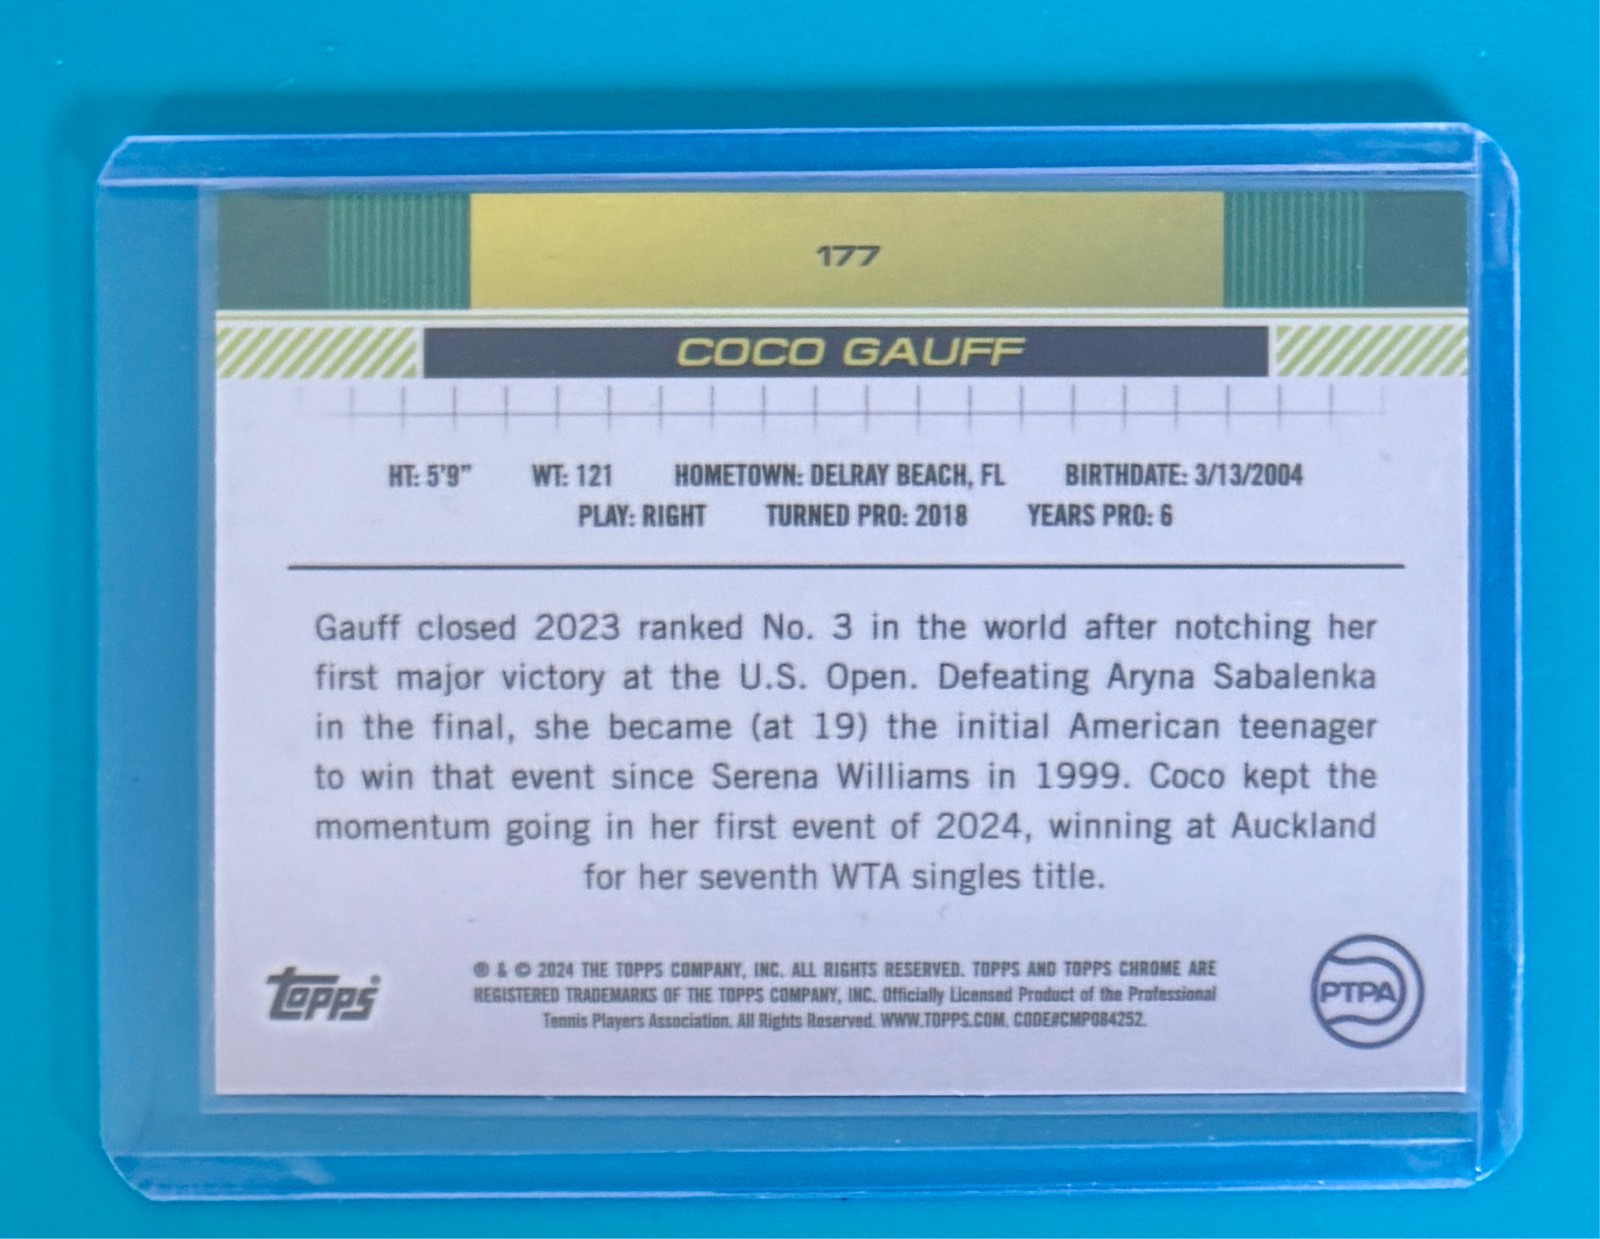 177
COCO GAUFF
HT: 5'9" WT: 121 HOMETOWN: DELRAY BEACH, FL BIRTHDATE: 3/13/2004
PLAY: RIGHT TURNED PRO: 2018 YEARS PRO: 6
Gauff closed 2023 ranked No. 3 in the world after notching her
first major victory at the U.S. Open. Defeating Aryna Sabalenka
in the final, she became (at 19) the initial American teenager
to win that event since Serena Williams in 1999. Coco kept the
momentum going in her first event of 2024, winning at Auckland
for her seventh WTA singles title.
Topps
® & © 2024 THE TOPPS COMPANY, INC. ALL RIGHTS RESERVED. TOPPS AND TOPPS CHROME ARE
REGISTERED TRADEMARKS OF THE TOPPS COMPANY, INC. Officially Licensed Product of the Professional
Tennis Players Association. All Rights Reserved. WWW.TOPPS.COM. CODE#CMP084252.
PTPA